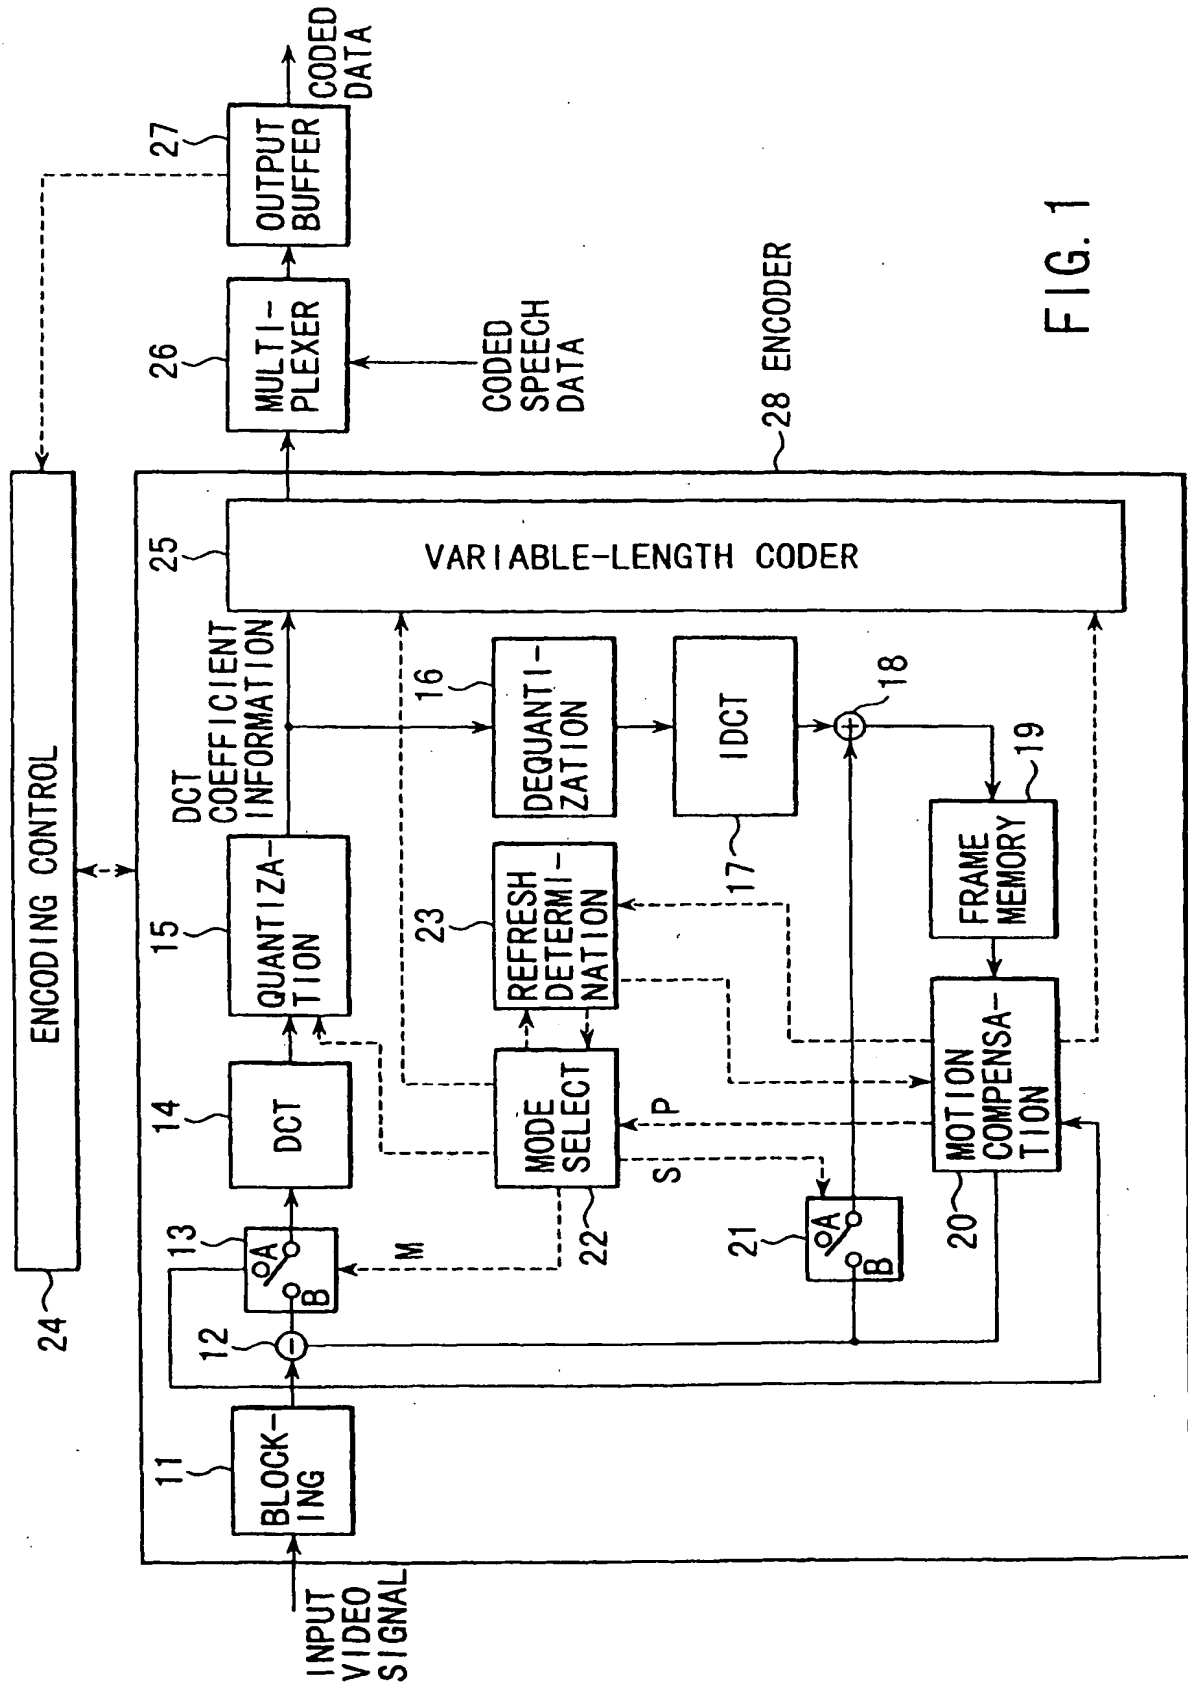 24
ENCODING CONTROL
INPUT
VIDEO
SIGNAL
11
BLOCK-
ING
12
-
13
A
B
14
DCT
15
QUANTIZA-
TION
DCT
COEFFICIENT
INFORMATION
25
VARIABLE-LENGTH CODER
26
MULTI-
PLEXER
27
OUTPUT
BUFFER
CODED
DATA
CODED
SPEECH
DATA
M
22
MODE
SELECT
23
REFRESH
DETERMI-
NATION
16
DEQUANTI-
ZATION
S
P
17
IDCT
28 ENCODER
21
A
B
18
+
20
MOTION
COMPENSA-
TION
19
FRAME
MEMORY
FIG. 1